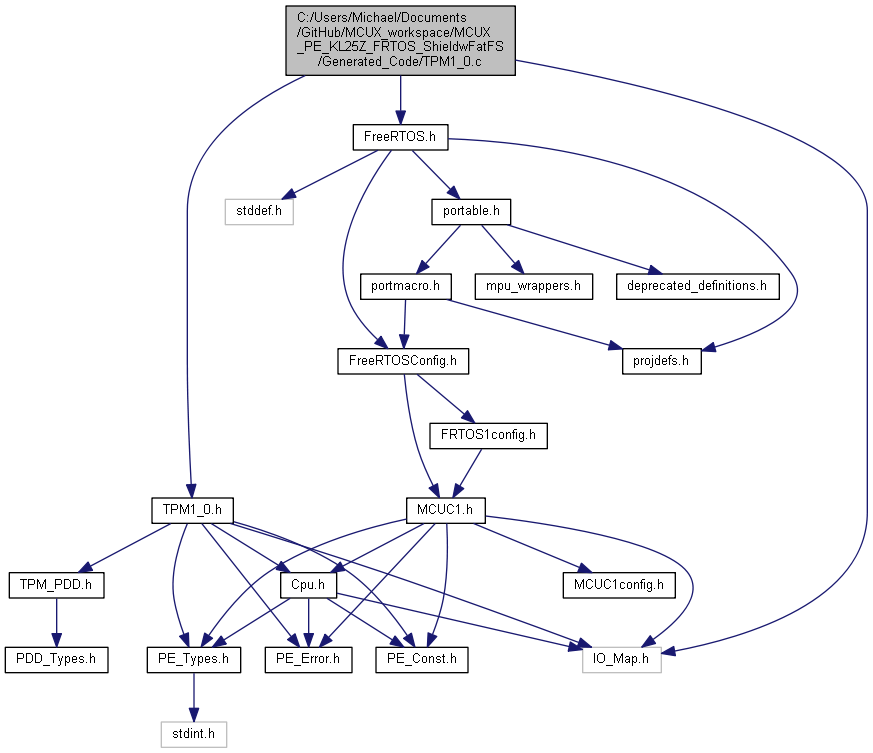 C:/Users/Michael/Documents
/GitHub/MCUX_workspace/MCUX
_PE_KL25Z_FRTOS_ShieldwFatFS
/Generated_Code/TPM1_0.c
FreeRTOS.h
stddef.h
portable.h
portmacro.h
mpu_wrappers.h
deprecated_definitions.h
FreeRTOSConfig.h
projdefs.h
FRTOS1config.h
TPM1_0.h
MCUC1.h
TPM_PDD.h
Cpu.h
MCUC1config.h
PDD_Types.h
PE_Types.h
PE_Error.h
PE_Const.h
IO_Map.h
stdint.h